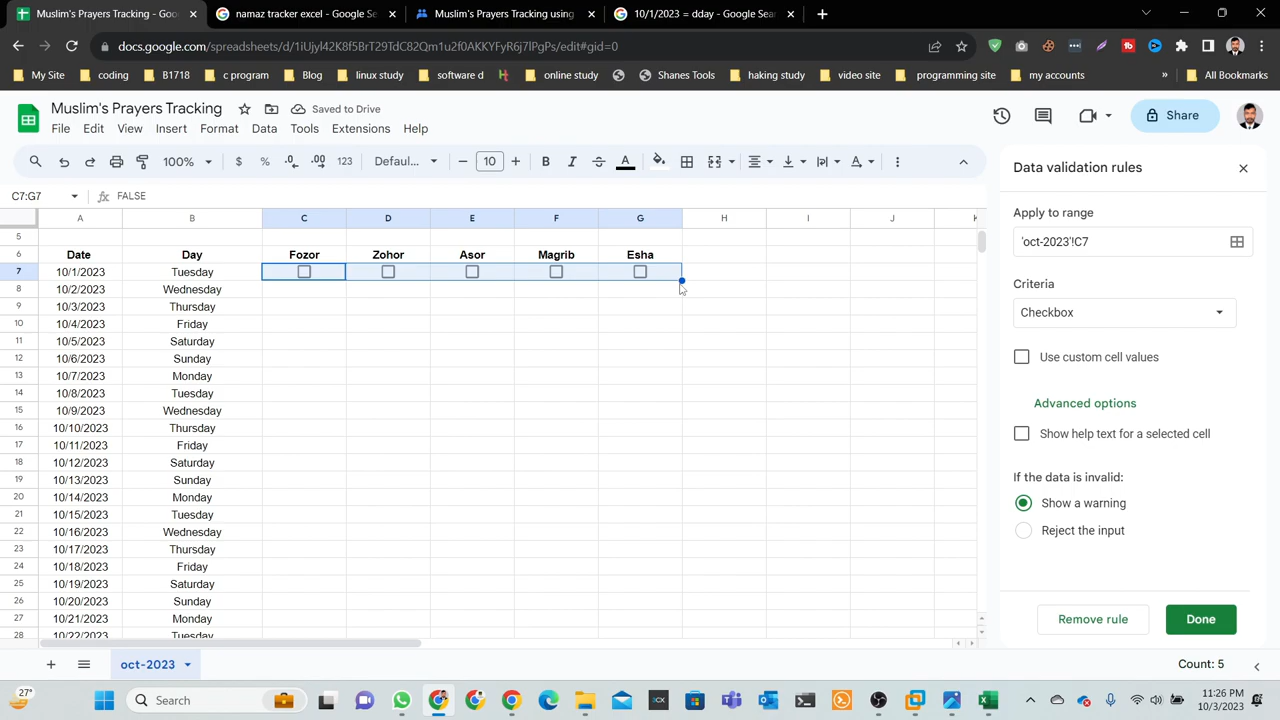 Muslim's Prayers Tracking - Goo
namaz tracker excel - Google Se
Muslim's Prayers Tracking using
10/1/2023 = dday - Google Sear
docs.google.com/spreadsheets/d/1iUjyl42K8f5BrT29TdC82Qm1u2f0AKKYFyR6j7lPgPs/edit#gid=0
My Site
coding
B1718
c program
Blog
linux study
software d
online study
Shanes Tools
haking study
video site
programing site
my accounts
»
All Bookmarks
Muslim's Prayers Tracking
Saved to Drive
File Edit View Insert Format Data Tools Extensions Help
Share
100%
$ % .0 .00 123
Defaul...
10
B I S A
C7:G7
fx FALSE
A B C D E F G H I J K
5
6 Date Day Fozor Zohor Asor Magrib Esha
7 10/1/2023 Tuesday
8 10/2/2023 Wednesday
9 10/3/2023 Thursday
10 10/4/2023 Friday
11 10/5/2023 Saturday
12 10/6/2023 Sunday
13 10/7/2023 Monday
14 10/8/2023 Tuesday
15 10/9/2023 Wednesday
16 10/10/2023 Thursday
17 10/11/2023 Friday
18 10/12/2023 Saturday
19 10/13/2023 Sunday
20 10/14/2023 Monday
21 10/15/2023 Tuesday
22 10/16/2023 Wednesday
23 10/17/2023 Thursday
24 10/18/2023 Friday
25 10/19/2023 Saturday
26 10/20/2023 Sunday
27 10/21/2023 Monday
28 10/22/2023 Tuesday
Data validation rules
Apply to range
'oct-2023'!C7
Criteria
Checkbox
Use custom cell values
Advanced options
Show help text for a selected cell
If the data is invalid:
Show a warning
Reject the input
Remove rule
Done
oct-2023
Count: 5
27°
Search
11:26 PM
10/3/2023